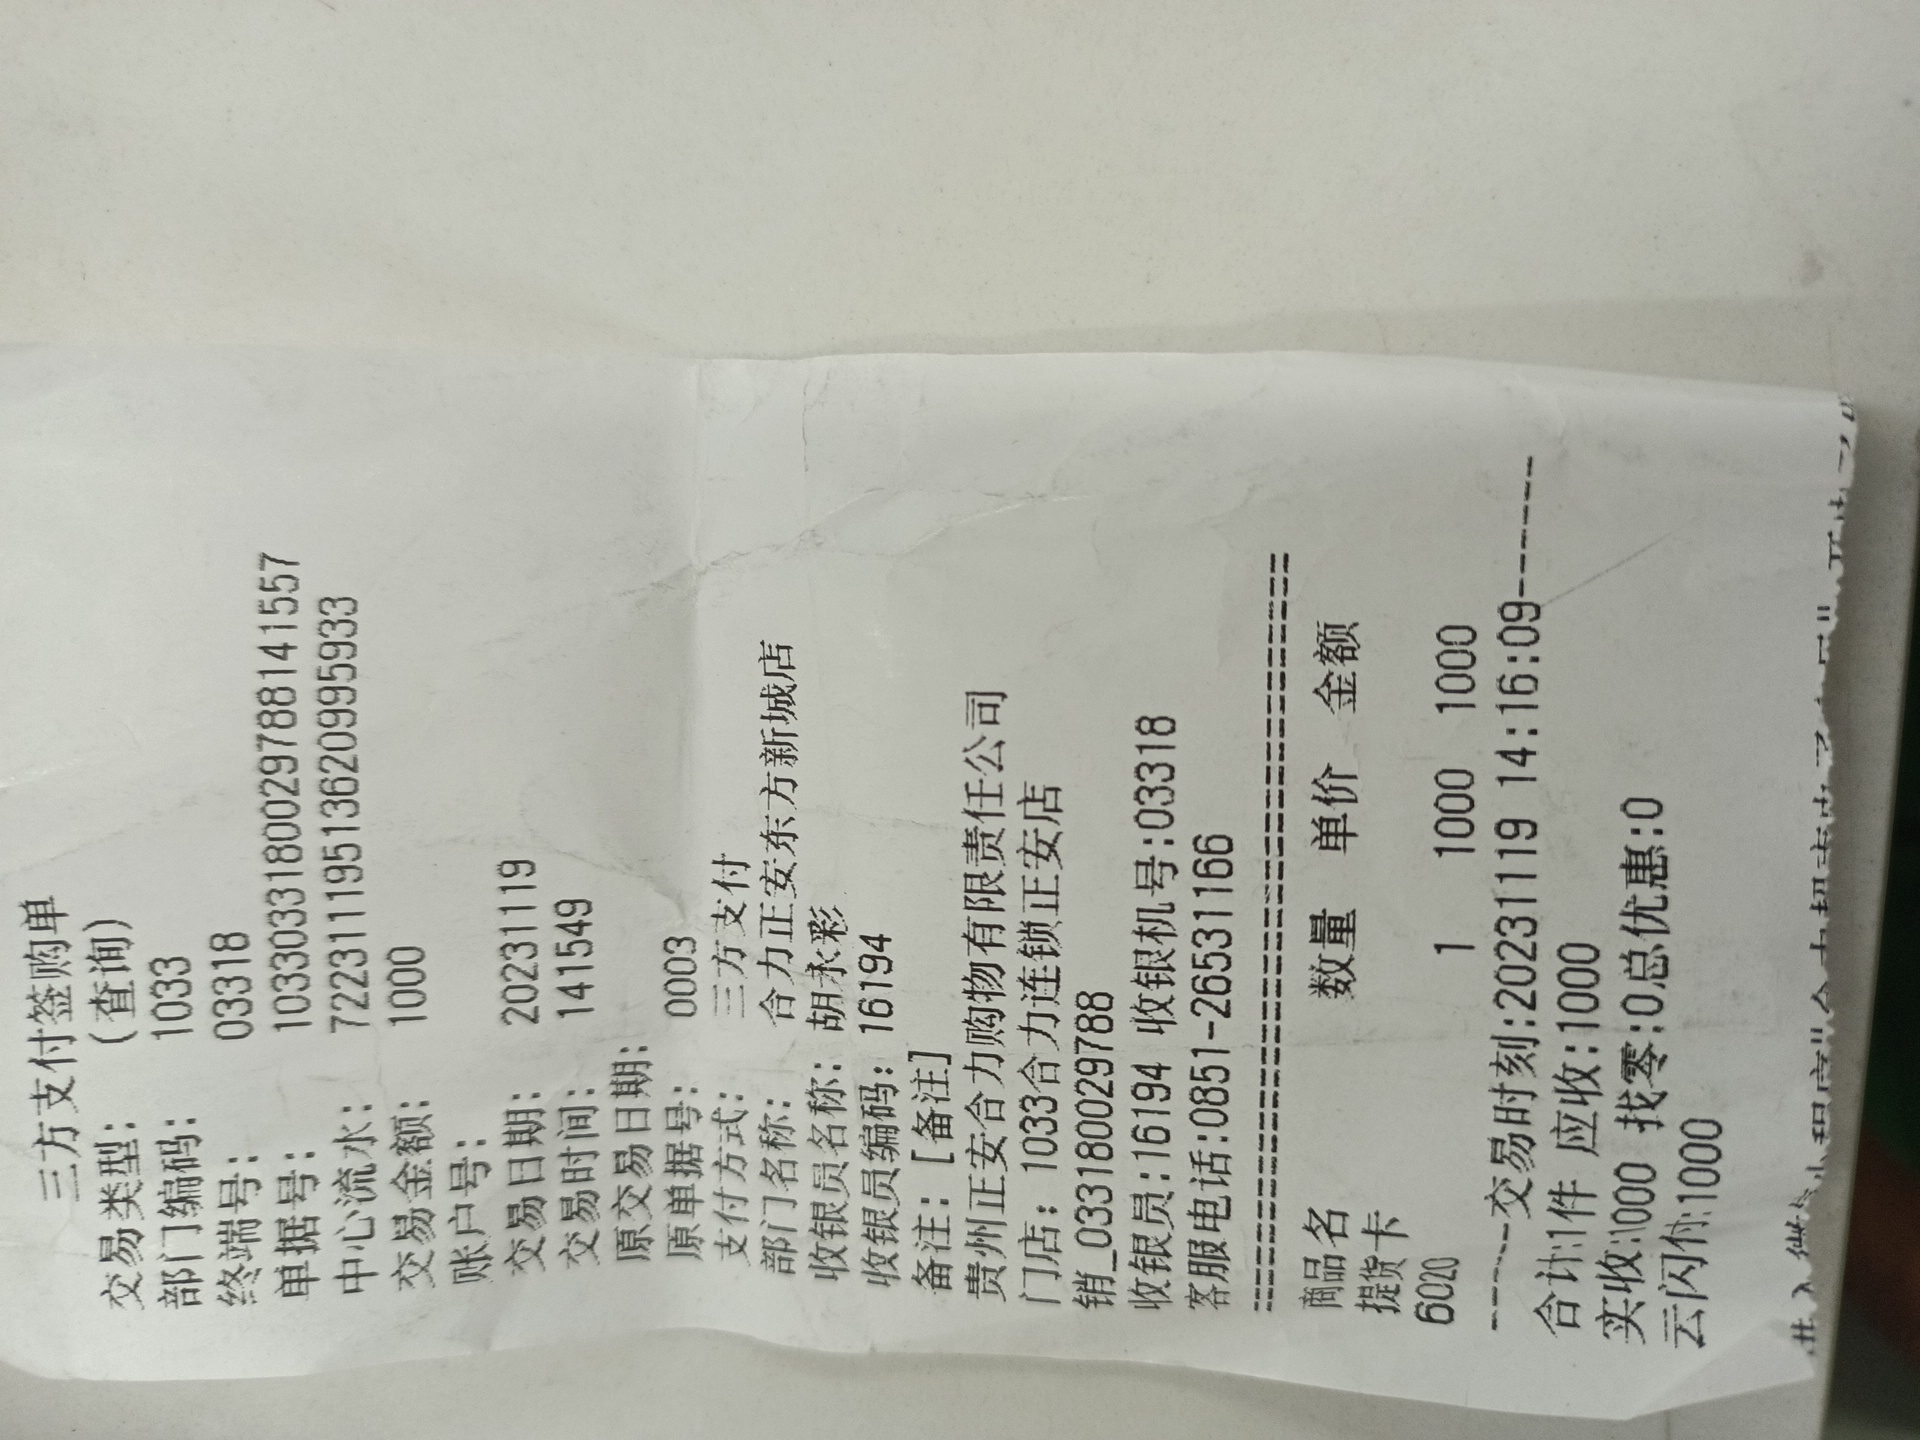 三方支付签购单
交易类型： (查询)
部门编码： 1033
终端号： 03318
单据号： 1033033180029788141557
中心流水： 7223111951362099593​3
交易金额： 1000
账户号：
交易日期： 20231119
交易时间： 141549
原交易日期：
原单据号： 0003
支付方式： 三方支付
部门名称： 合力正安东方新城店
收银员名称： 胡永彩
收银员编码： 16194
备注： [备注]
贵州正安合力购物有限责任公司
门店： 1033合力连锁正安店
销_0331800​29788
收银员:16194 收银机号:03318
客服电话:0851-26531166
==============================
商品名 数量 单价 金额
提货卡
6020 1 1000 1000
-----交易时刻:20231119 14:16:09------
合计:1件 应收:1000
实收:1000 找零:0总优惠:0
云闪付:1000